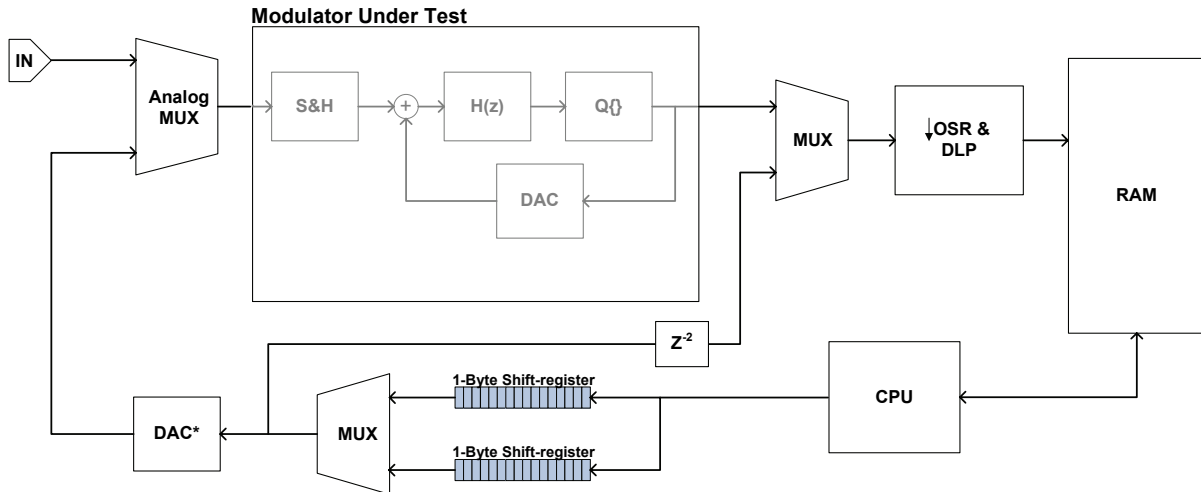 Modulator Under Test
IN
Analog
MUX
S&H
+
H(z)
Q{}
DAC
MUX
↓OSR &
DLP
RAM
Z-2
1-Byte Shift-register
CPU
DAC*
MUX
1-Byte Shift-register